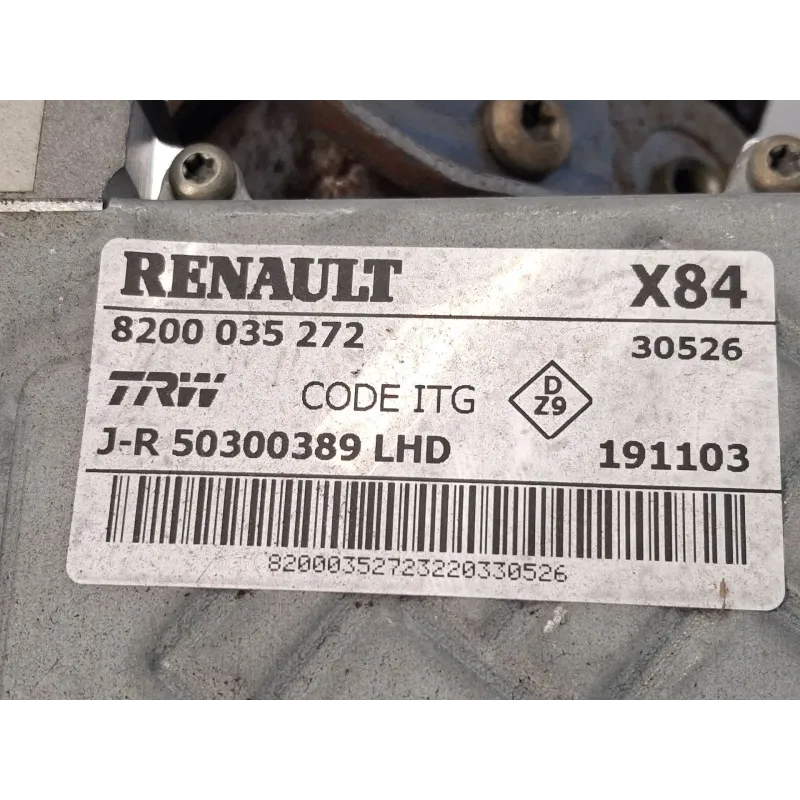 RENAULT X84
8200 035 272 30526
TRW CODE ITG D Z9
J-R 50300389 LHD 191103
82000352723220330526